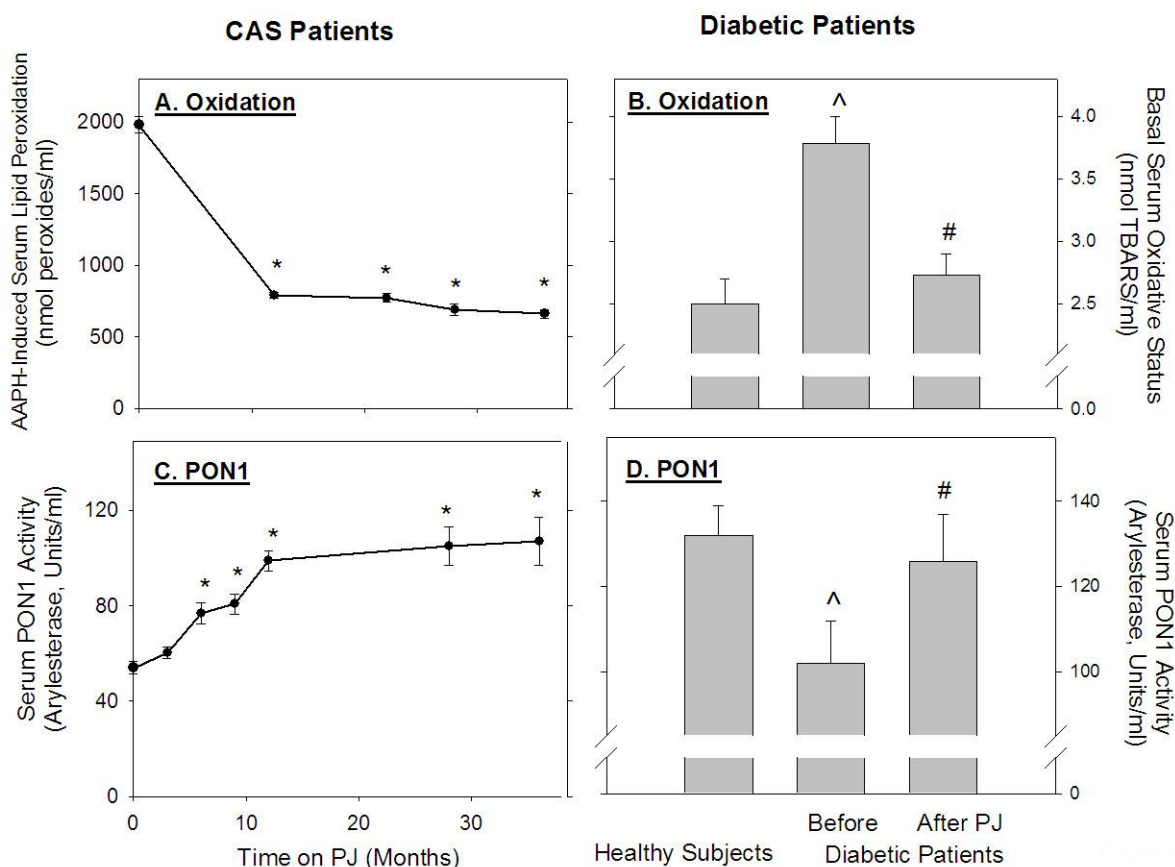 CAS Patients
Diabetic Patients
A. Oxidation
AAPH-Induced Serum Lipid Peroxidation
(nmol peroxides/ml)
2000
1500
1000
500
0
*
*
*
*
B. Oxidation
^
#
4.0
3.5
3.0
2.5
0.0
Basal Serum Oxidative Status
(nmol TBARS/ml)
C. PON1
Serum PON1 Activity
(Arylesterase, Units/ml)
120
80
40
0
*
*
*
*
*
0
10
20
30
Time on PJ (Months)
D. PON1
^
#
140
120
100
0
Serum PON1 Activity
(Arylesterase, Units/ml)
Before
After PJ
Healthy Subjects
Diabetic Patients